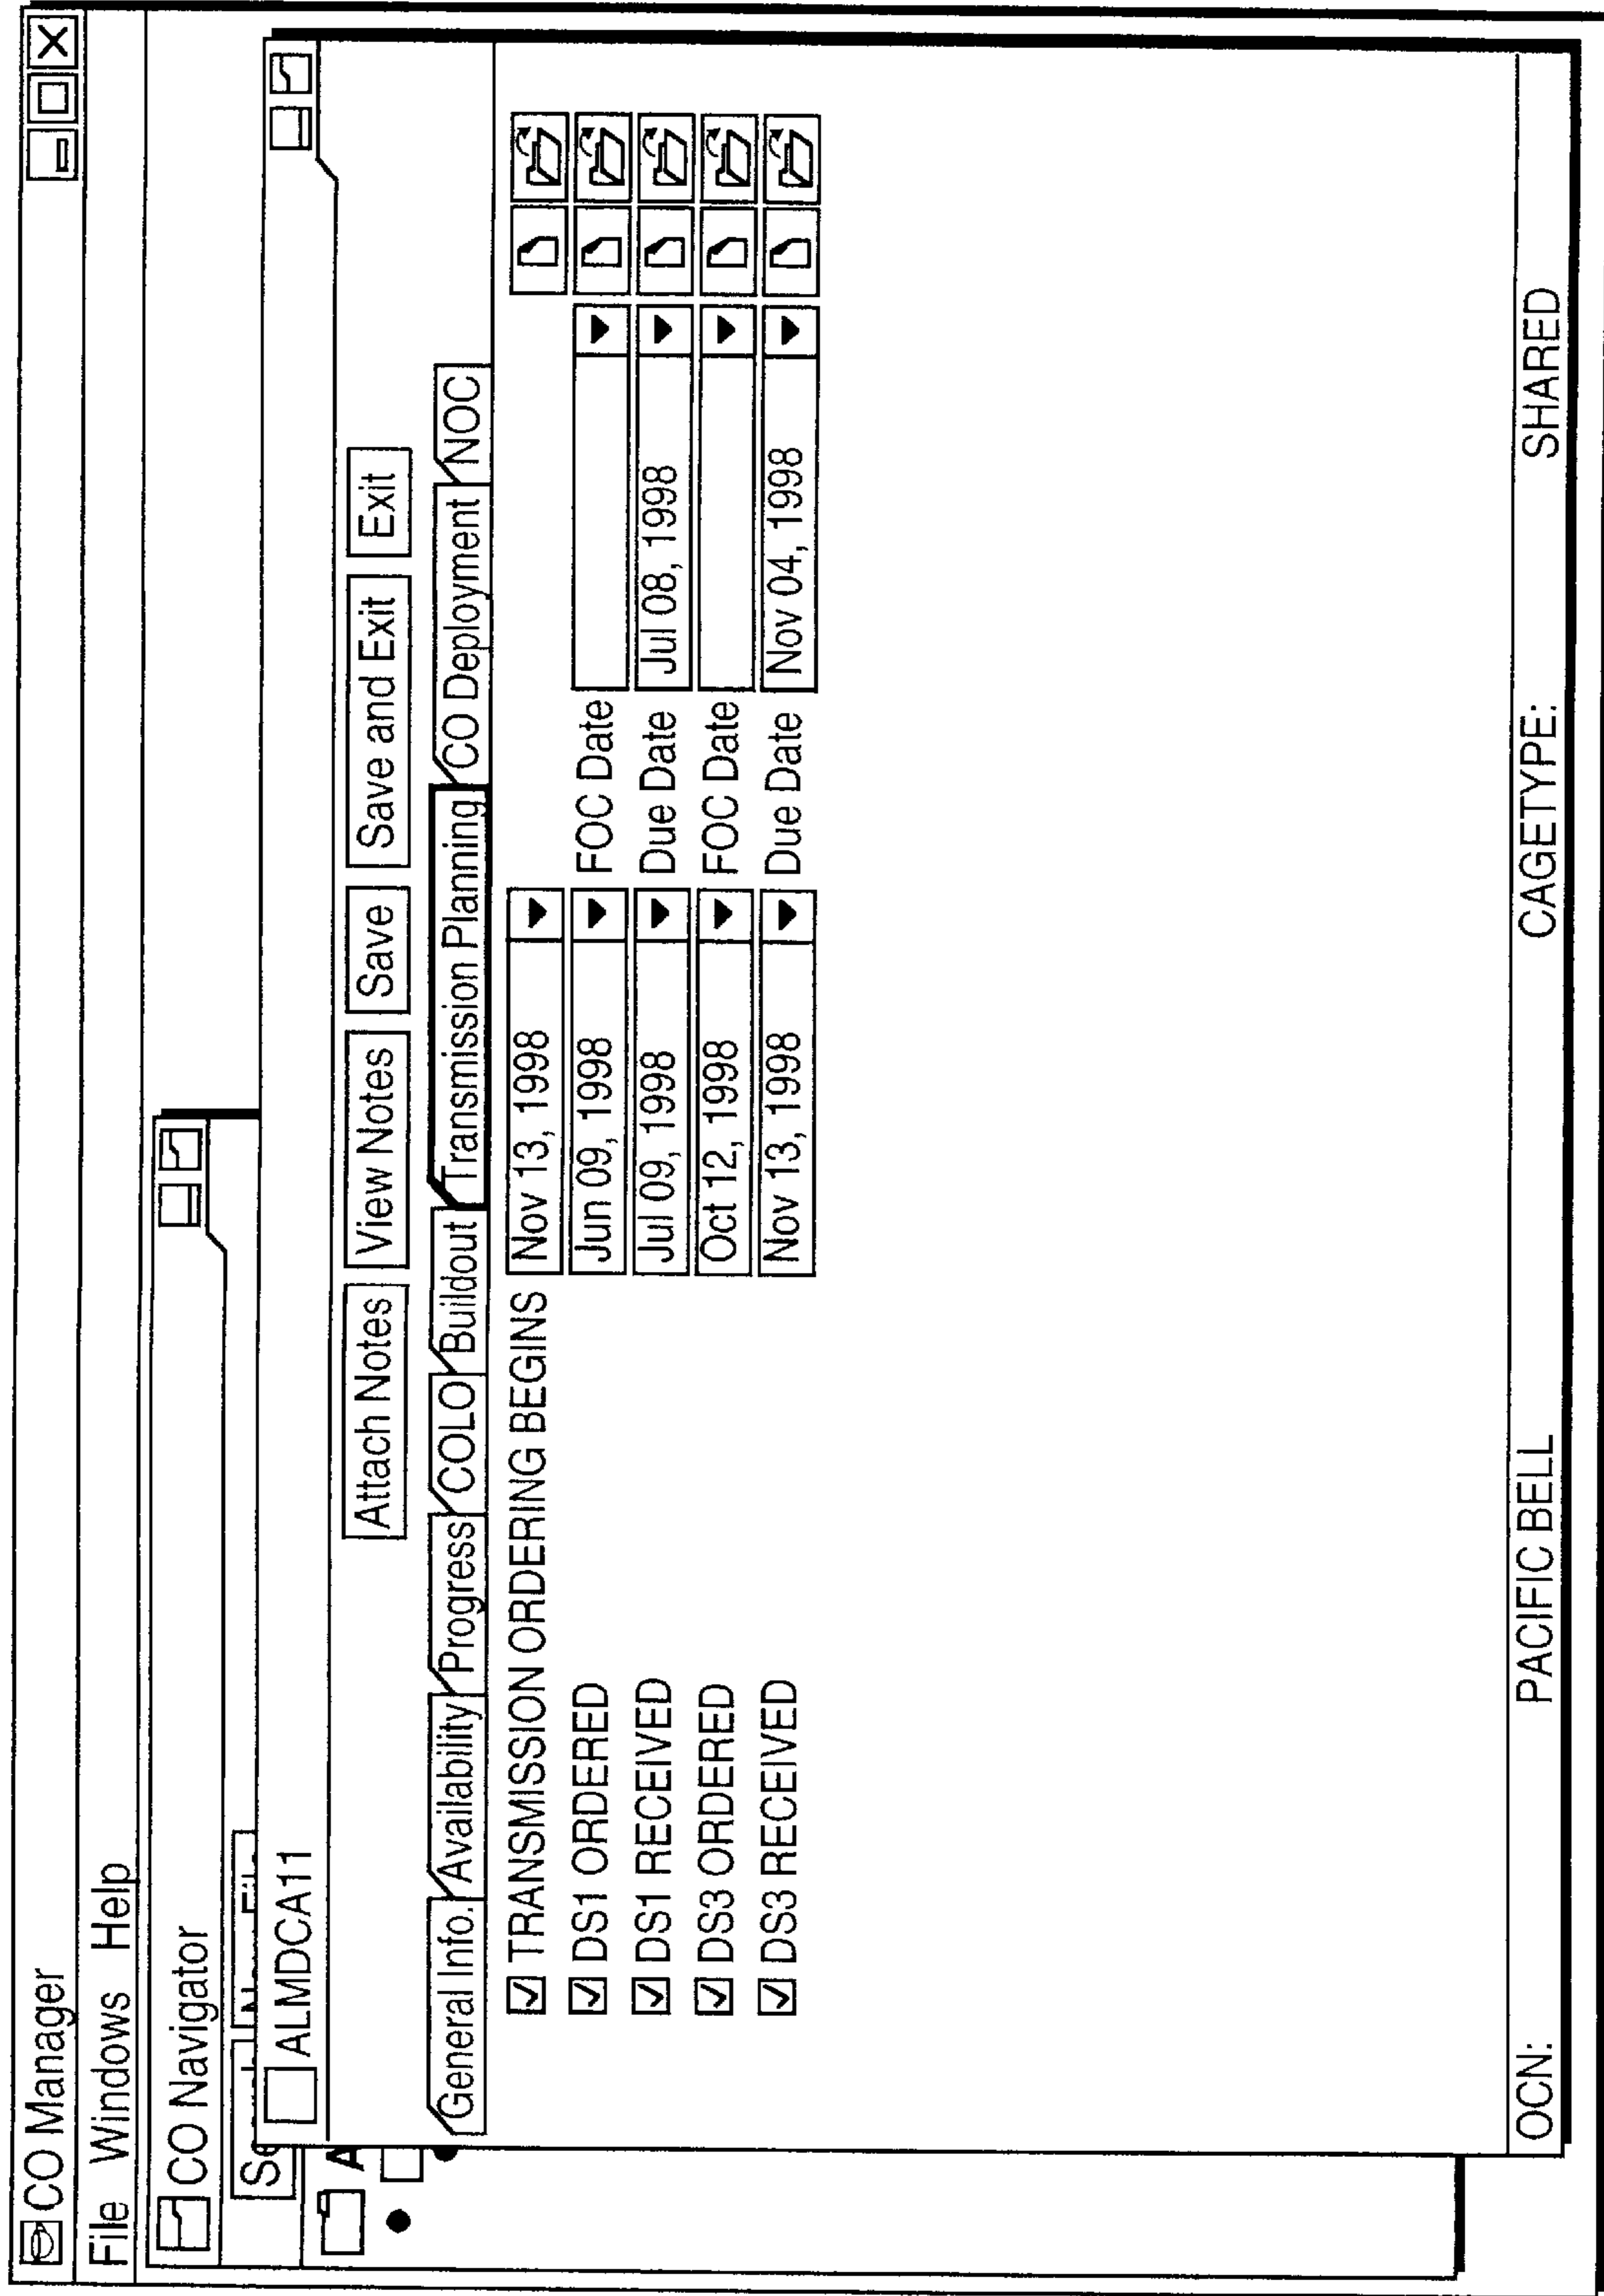 CO Manager
File Windows Help
CO Navigator
ALMDCA11
Attach Notes View Notes Save Save and Exit Exit
General Info. Availability Progress COLO Buildout Transmission Planning CO Deployment NOC
TRANSMISSION ORDERING BEGINS Nov 13, 1998
DS1 ORDERED Jun 09, 1998 FOC Date
DS1 RECEIVED Jul 09, 1998 Due Date Jul 08, 1998
DS3 ORDERED Oct 12, 1998 FOC Date
DS3 RECEIVED Nov 13, 1998 Due Date Nov 04, 1998
OCN: PACIFIC BELL CAGETYPE: SHARED